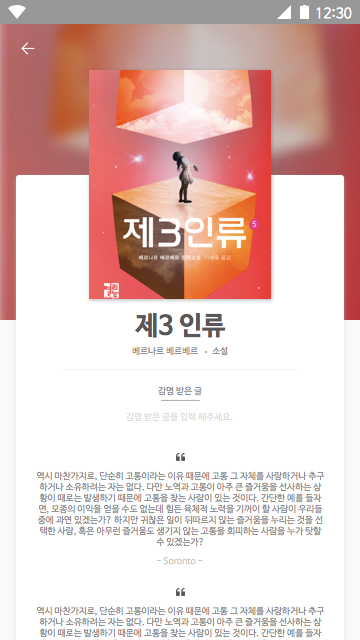 12:30
제3인류
5
베르나르 베르베르 장편소설 이세욱 옮김
열린
책들
제3 인류
베르나르 베르베르 • 소설
감명 받은 글
감명 받은 글을 입력 해주세요.
❝
역시 마찬가지로, 단순히 고통이라는 이유 때문에 고통 그 자체를 사랑하거나 추구
하거나 소유하려는 자는 없다. 다만 노역과 고통이 아주 큰 즐거움을 선사하는 상
황이 때로는 발생하기 때문에 고통을 찾는 사람이 있는 것이다. 간단한 예를 들자
면, 모종의 이익을 얻을 수도 없는데 힘든 육체적 노력을 기꺼이 할 사람이 우리들
중에 과연 있겠는가? 하지만 귀찮은 일이 뒤따르지 않는 즐거움을 누리는 것을 선
택한 사람, 혹은 아무런 즐거움도 생기지 않는 고통을 회피하는 사람을 누가 탓할
수 있겠는가?
– Soronto –
❝
역시 마찬가지로, 단순히 고통이라는 이유 때문에 고통 그 자체를 사랑하거나 추구
하거나 소유하려는 자는 없다. 다만 노역과 고통이 아주 큰 즐거움을 선사하는 상
황이 때로는 발생하기 때문에 고통을 찾는 사람이 있는 것이다. 간단한 예를 들자